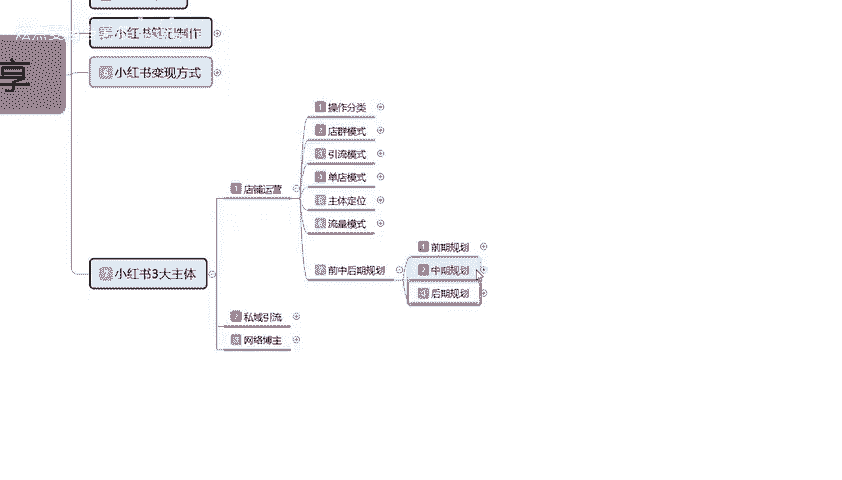 小红书笔记制作
享
小红书变现方式
1 操作分类
2 店群模式
引流模式
单店模式
1 店铺运营
主体定位
流量模式
1 前期规划
小红书3大主体
前中后期规划
2 中期规划
后期规划
私域引流
网络博主